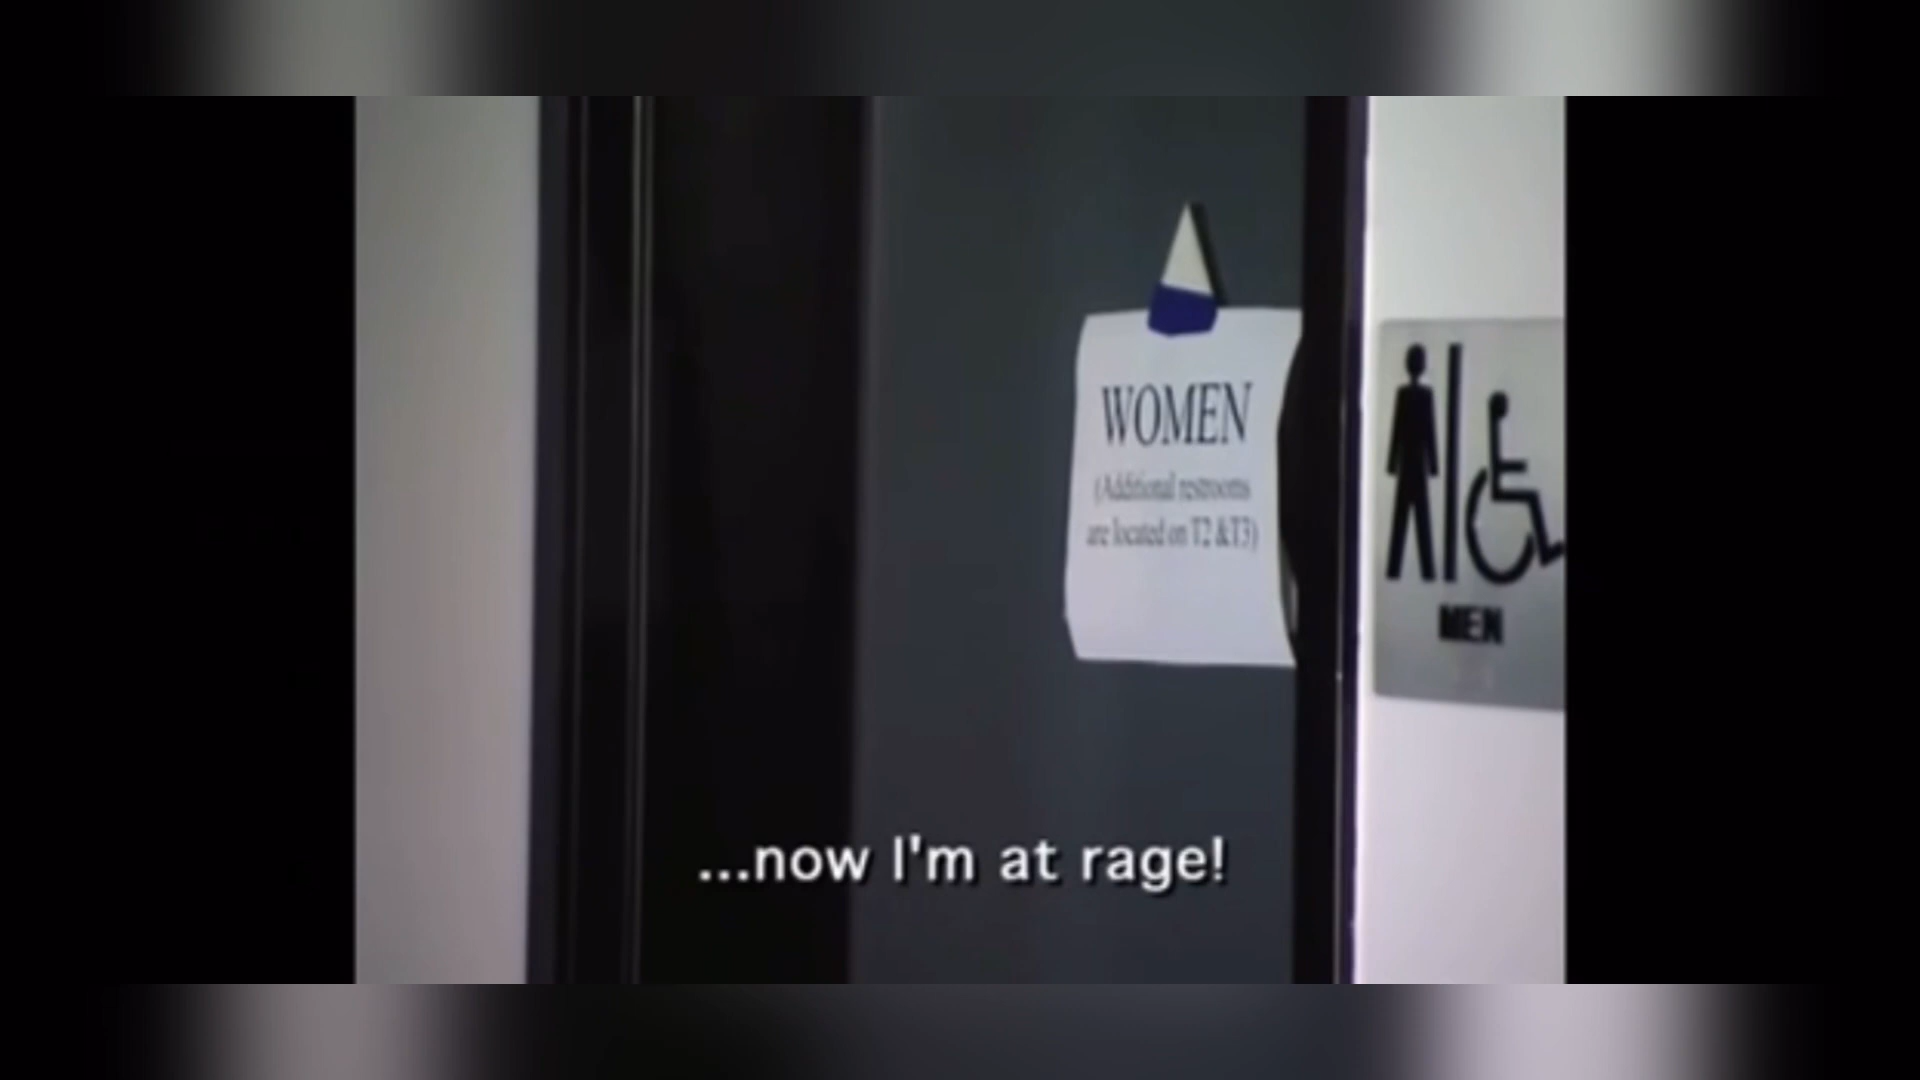 WOMEN
(Additional restrooms
are located on T2 & T3)
MEN
...now I'm at rage!